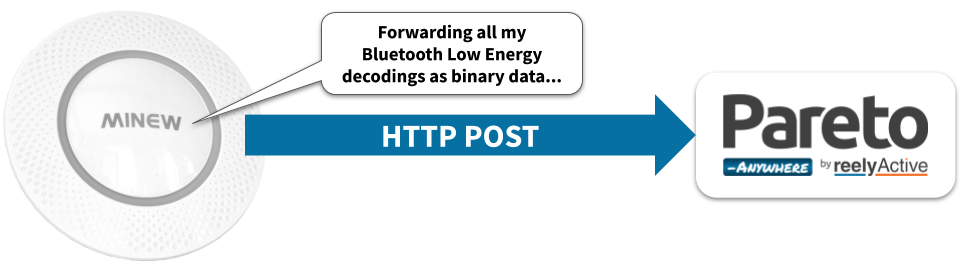 Forwarding all my
Bluetooth Low Energy
decodings as binary data...
MINEW
HTTP POST
Pareto
-ANYWHERE by reelyActive